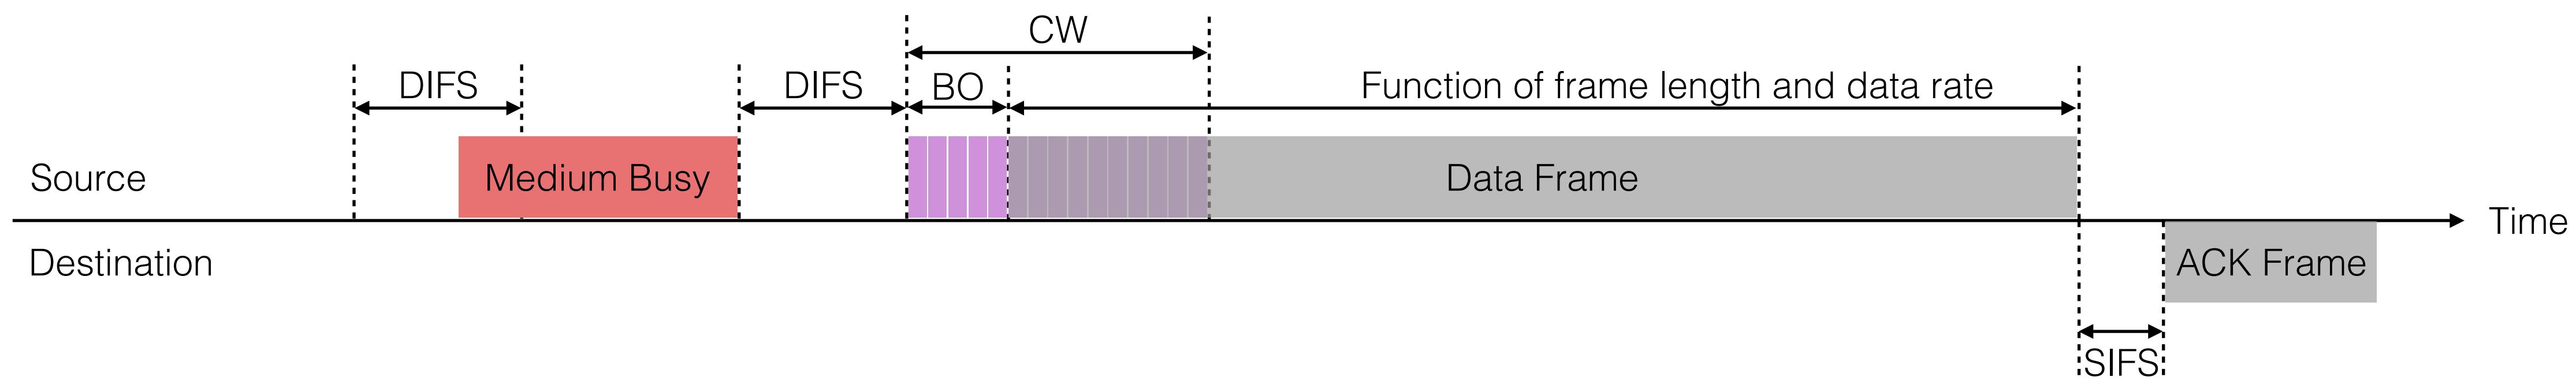 CW
DIFS
DIFS
BO
Function of frame length and data rate
Source
Medium Busy
Data Frame
Time
Destination
ACK Frame
SIFS